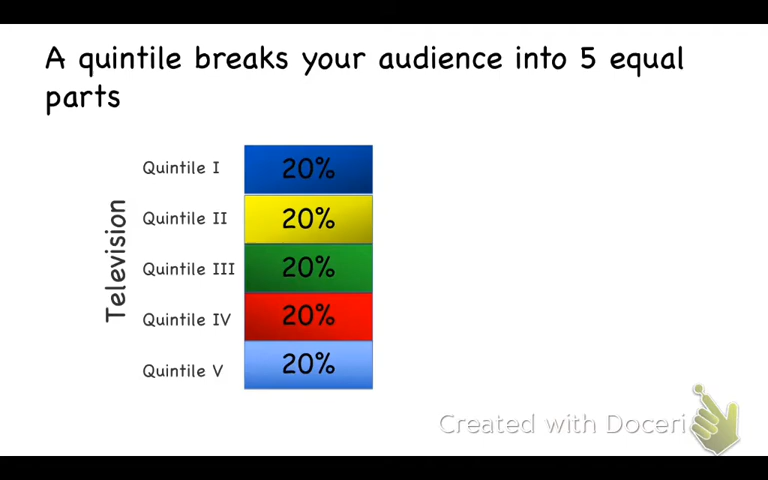 A quintile breaks your audience into 5 equal
parts
Television
Quintile I 20%
Quintile II 20%
Quintile III 20%
Quintile IV 20%
Quintile V 20%
Created with Doceri